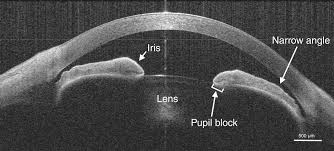 Iris
Narrow angle
Lens
Pupil block
500 µm